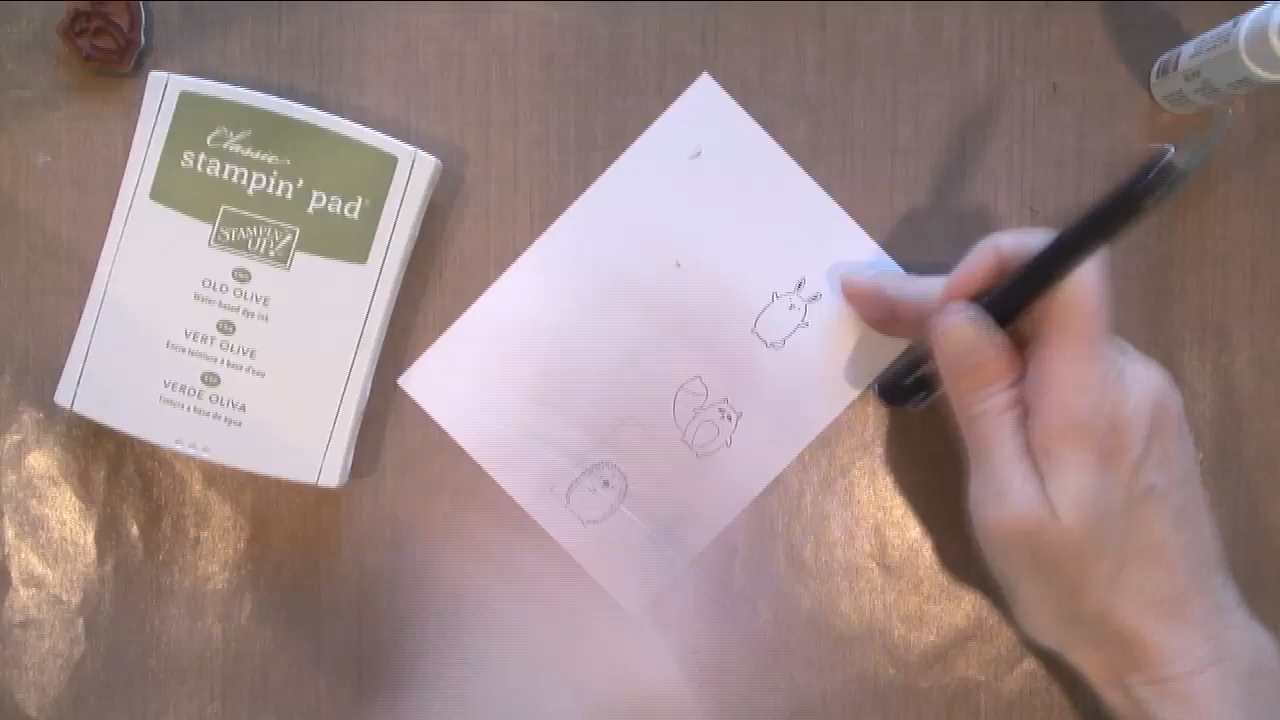 Classic
stampin' pad
STAMPIN'
UP!
OLD OLIVE
Water-based dye ink
VERT OLIVE
Encre teinture à base d'eau
VERDE OLIVA
Tintura a base de agua